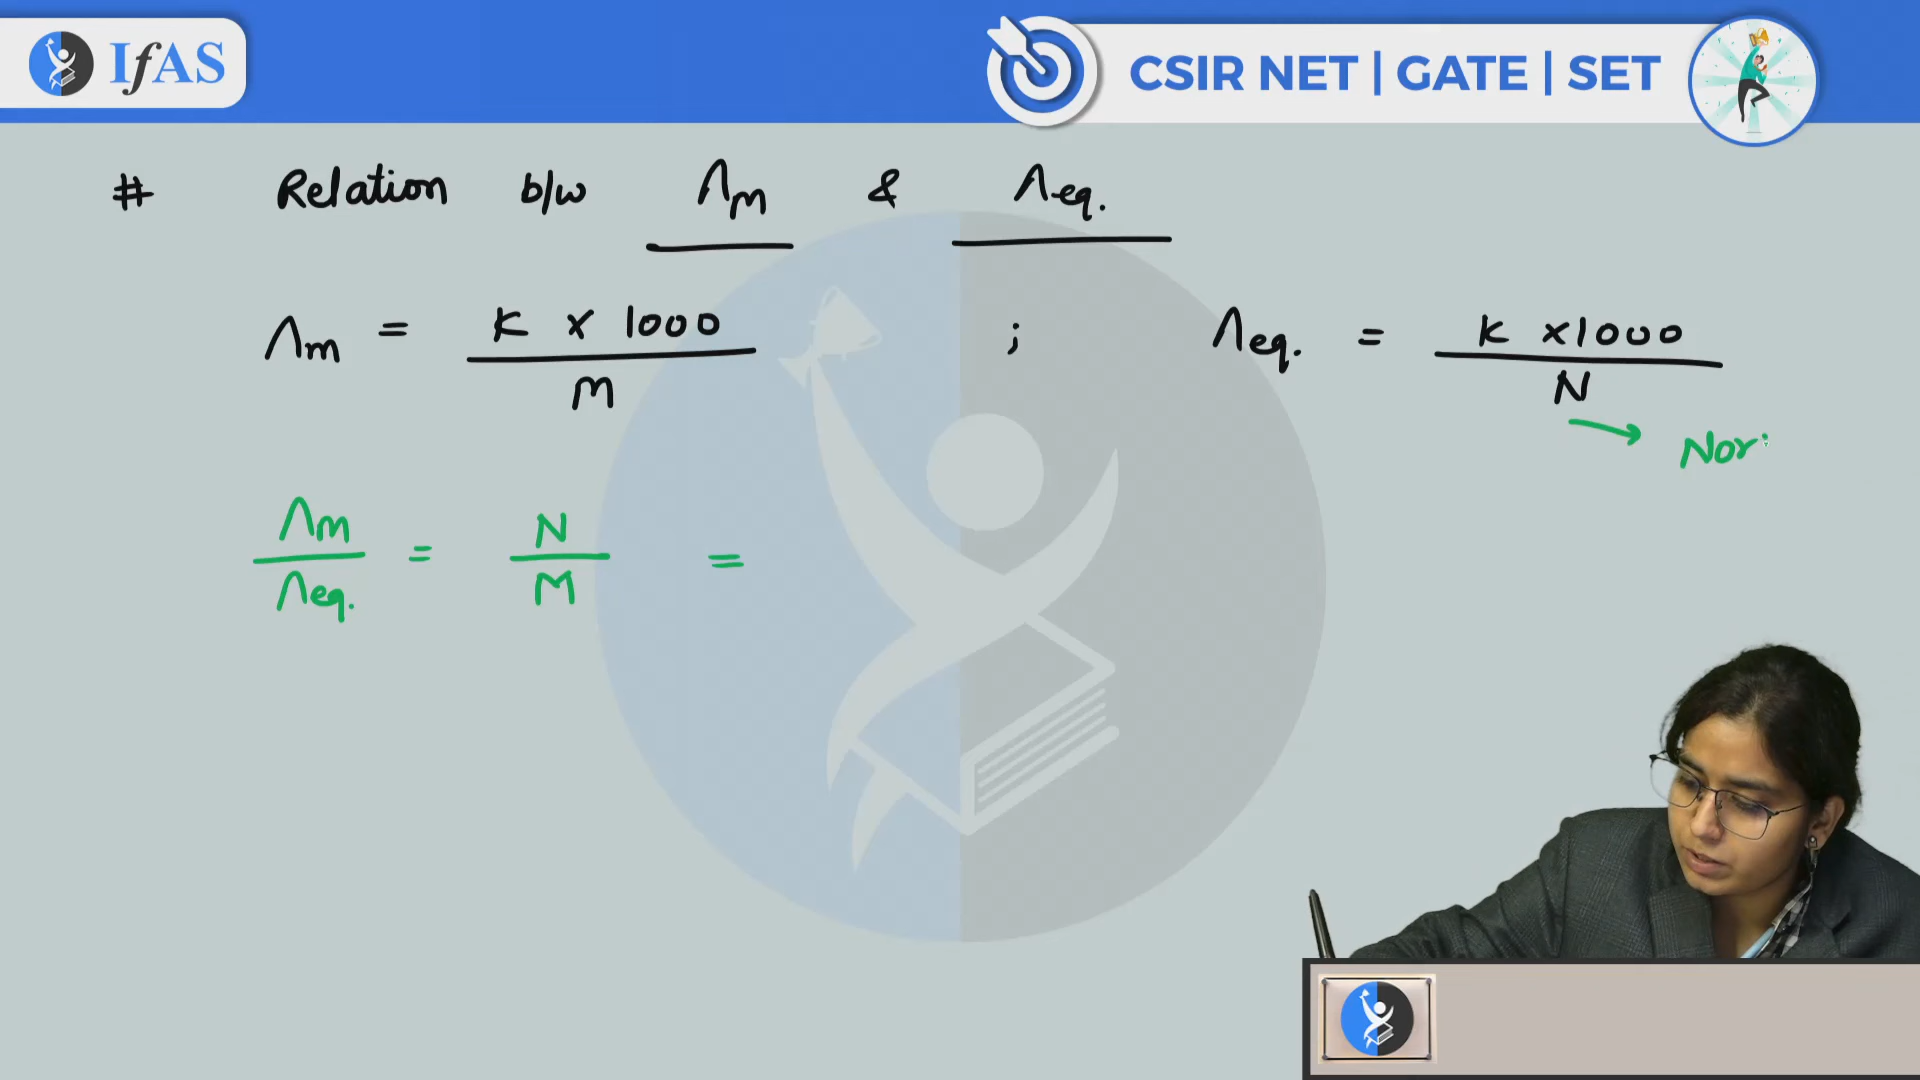 IfAS
CSIR NET | GATE | SET
# Relation b/w Λm & Λeq.
Λm = K × 1000 / M ; Λeq. = K ×1000 / N
→ Nor
Λm / Λeq. = N / M =